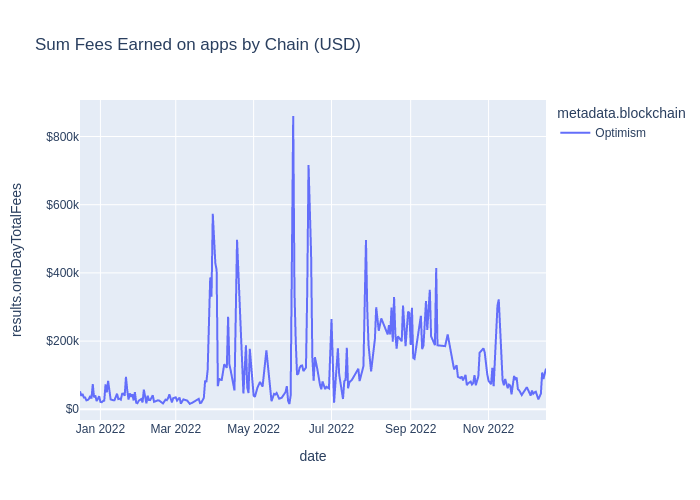 Sum Fees Earned on apps by Chain (USD)
metadata.blockchain
Optimism
$800k
$600k
$400k
$200k
$0
results.oneDayTotalFees
Jan 2022
Mar 2022
May 2022
Jul 2022
Sep 2022
Nov 2022
date